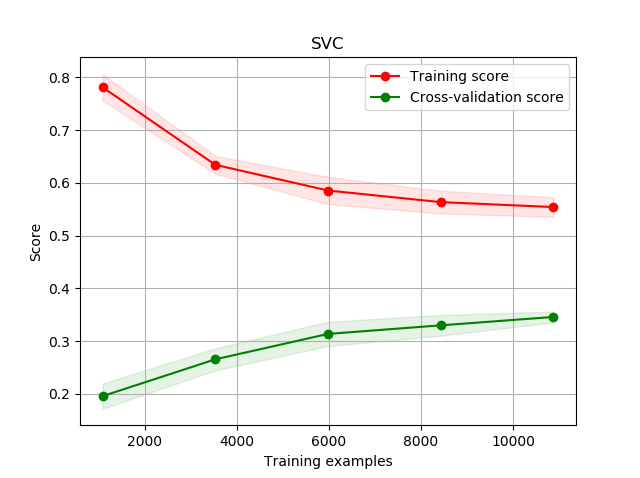 SVC
Training score
Cross-validation score
0.8
0.7
0.6
0.5
0.4
0.3
0.2
Score
2000 4000 6000 8000 10000
Training examples